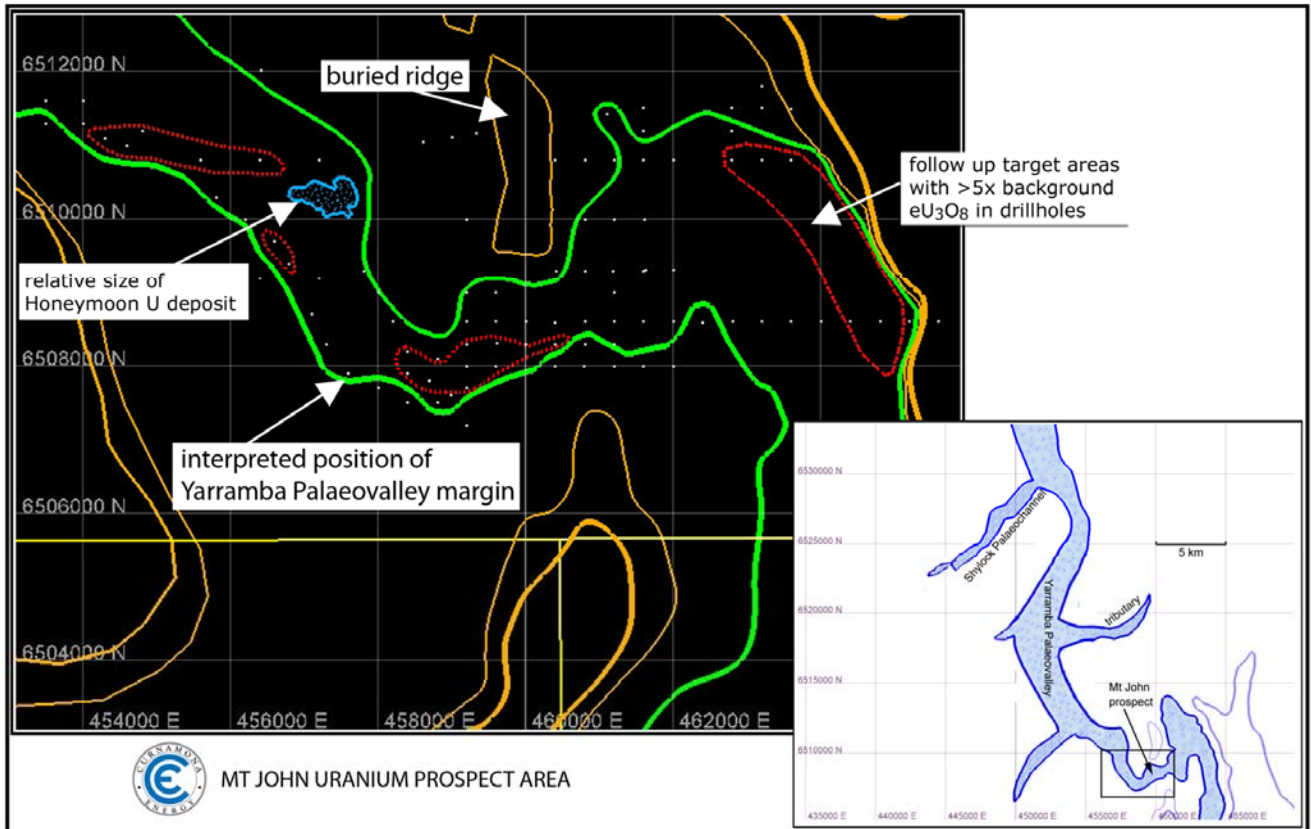 6512000 N
buried ridge
follow up target areas
with >5x background
eU3O8 in drillholes
6510000 N
relative size of
Honeymoon U deposit
6508000 N
interpreted position of
Yarramba Palaeovalley margin
6506000 N
6504000 N
454000 E
456000 E
458000 E
460000 E
462000 E
6530000 N
Shylock Palaeochannel
6525000 N
5 km
6520000 N
Yarramba Palaeovalley
tributary
6515000 N
Mt John
prospect
6510000 N
6505000 N
435000 E
440000 E
445000 E
450000 E
455000 E
460000 E
465000 E
CURNAMONA
ENERGY
MT JOHN URANIUM PROSPECT AREA